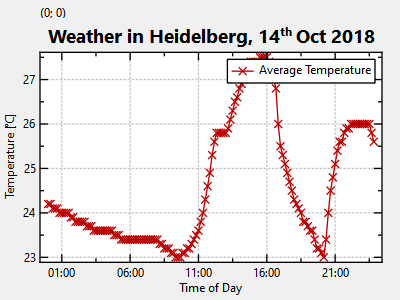 (0; 0)
Weather in Heidelberg, 14th Oct 2018
Average Temperature
Temperature [°C]
27
26
25
24
23
01:00 06:00 11:00 16:00 21:00
Time of Day